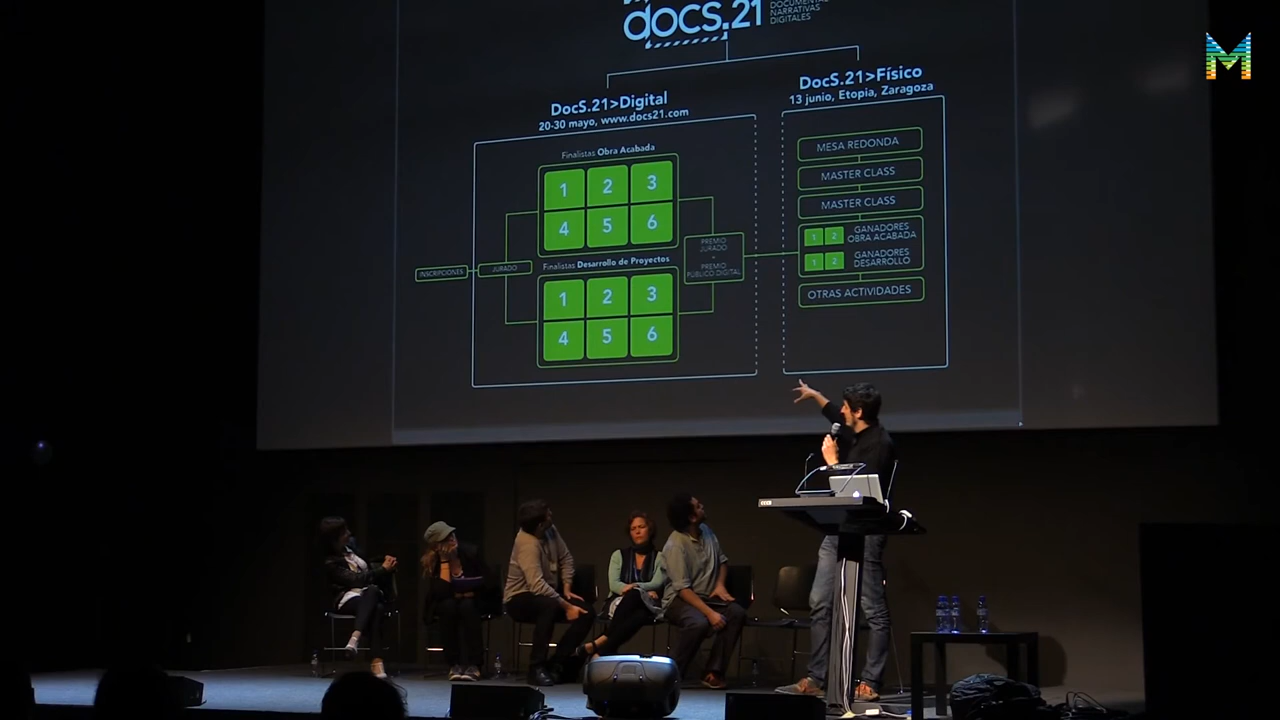 docs.21
DOCUMENTAL
NARRATIVAS
DIGITALES
DocS.21>Digital
20-30 mayo, www.docs21.com
Finalistas Obra Acabada
1 2 3
4 5 6
INSCRIPCIONES
JURADO
Finalistas Desarrollo de Proyectos
1 2 3
4 5 6
PREMIO
JURADO
-
PREMIO
PÚBLICO DIGITAL
DocS.21>Físico
13 junio, Etopia, Zaragoza
MESA REDONDA
MASTER CLASS
MASTER CLASS
1 2 GANADORES
OBRA ACABADA
1 2 GANADORES
DESARROLLO
OTRAS ACTIVIDADES
M